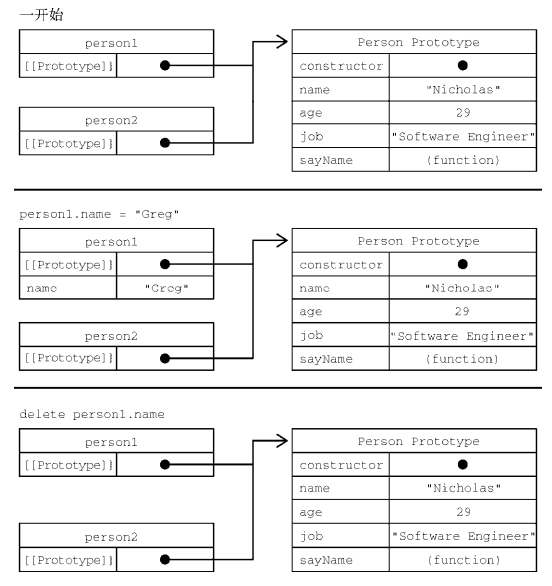 一开始
person1
[[Prototype]]
person2
[[Prototype]]
Person Prototype
constructor
name "Nicholas"
age 29
job "Software Engineer"
sayName (function)
person1.name = "Greg"
person1
[[Prototype]]
name "Greg"
person2
[[Prototype]]
Person Prototype
constructor
name "Nicholas"
age 29
job "Software Engineer"
sayName (function)
delete person1.name
person1
[[Prototype]]
person2
[[Prototype]]
Person Prototype
constructor
name "Nicholas"
age 29
job "Software Engineer"
sayName (function)